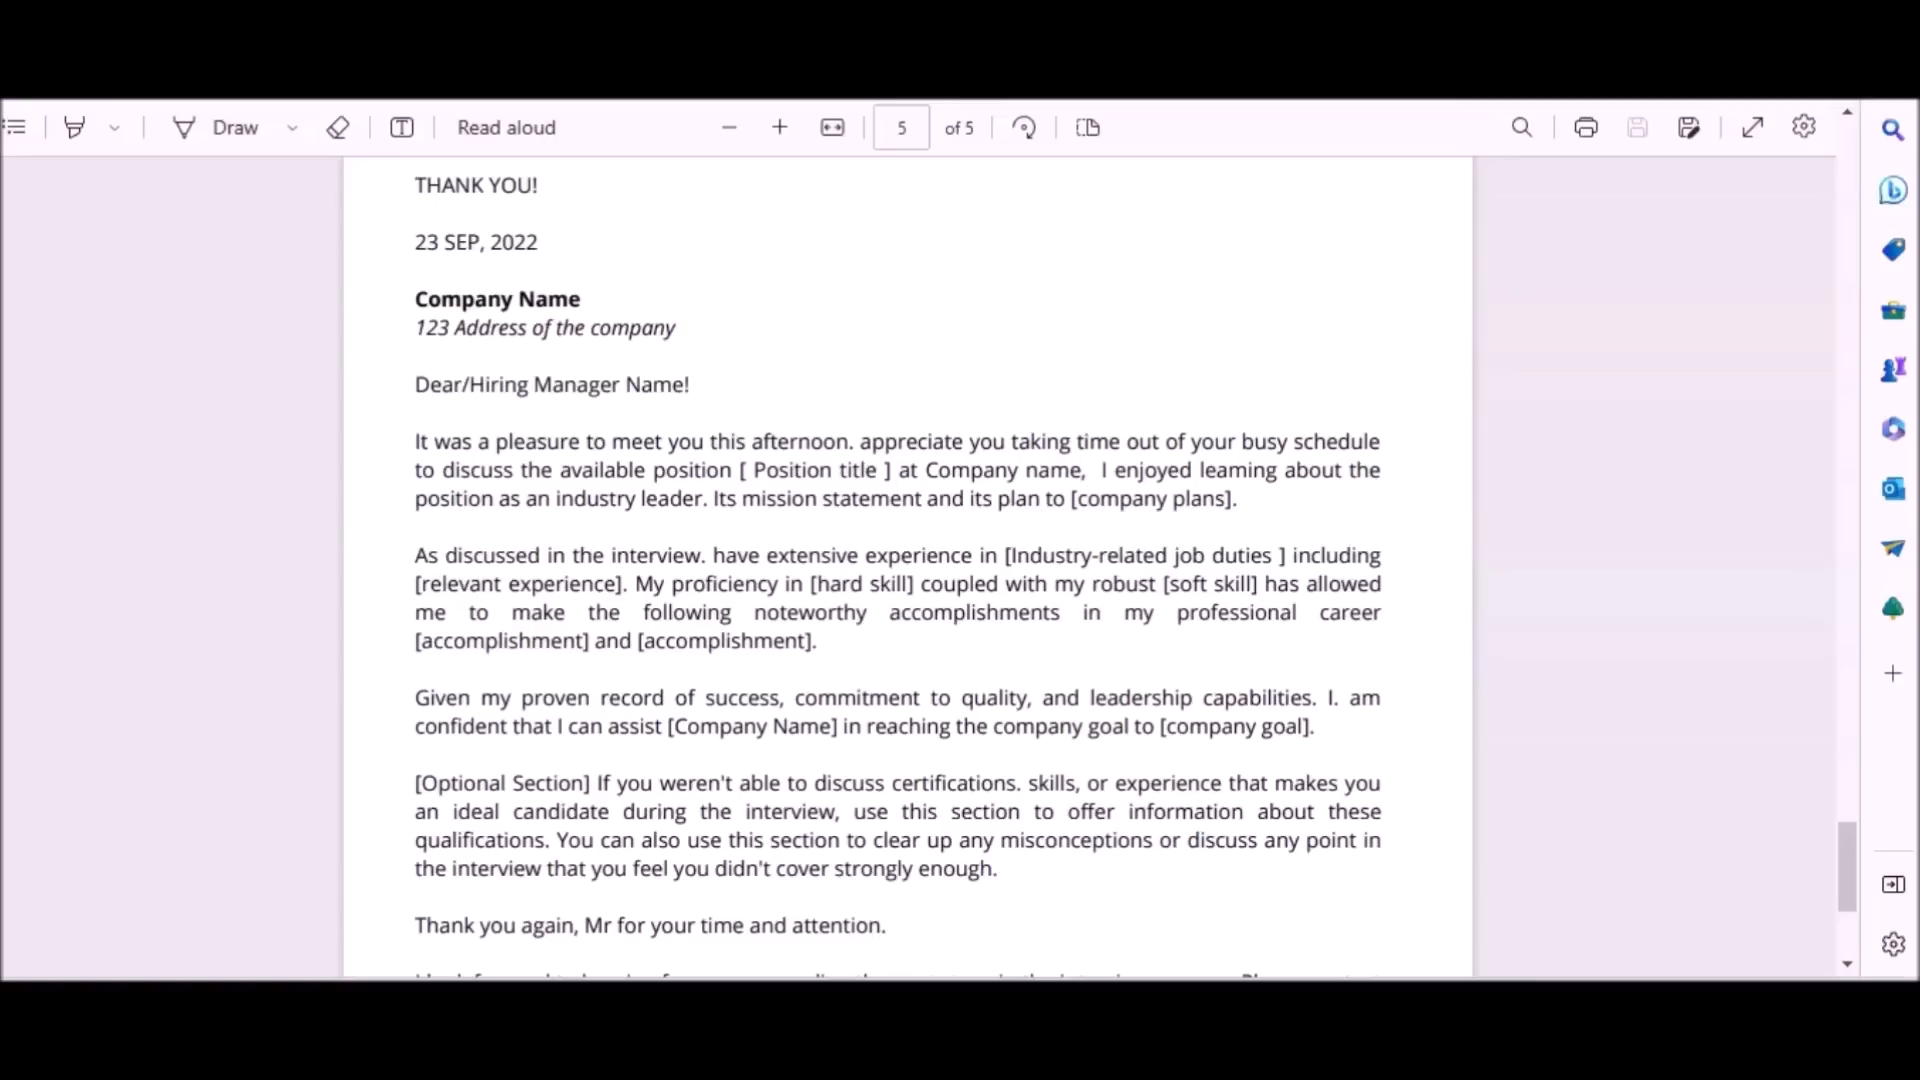 Draw
Read aloud
5 of 5
THANK YOU!
23 SEP, 2022
Company Name
123 Address of the company
Dear/Hiring Manager Name!
It was a pleasure to meet you this afternoon. appreciate you taking time out of your busy schedule
to discuss the available position [ Position title ] at Company name, I enjoyed leaming about the
position as an industry leader. Its mission statement and its plan to [company plans].
As discussed in the interview. have extensive experience in [Industry-related job duties ] including
[relevant experience]. My proficiency in [hard skill] coupled with my robust [soft skill] has allowed
me to make the following noteworthy accomplishments in my professional career
[accomplishment] and [accomplishment].
Given my proven record of success, commitment to quality, and leadership capabilities. I. am
confident that I can assist [Company Name] in reaching the company goal to [company goal].
[Optional Section] If you weren't able to discuss certifications. skills, or experience that makes you
an ideal candidate during the interview, use this section to offer information about these
qualifications. You can also use this section to clear up any misconceptions or discuss any point in
the interview that you feel you didn't cover strongly enough.
Thank you again, Mr for your time and attention.